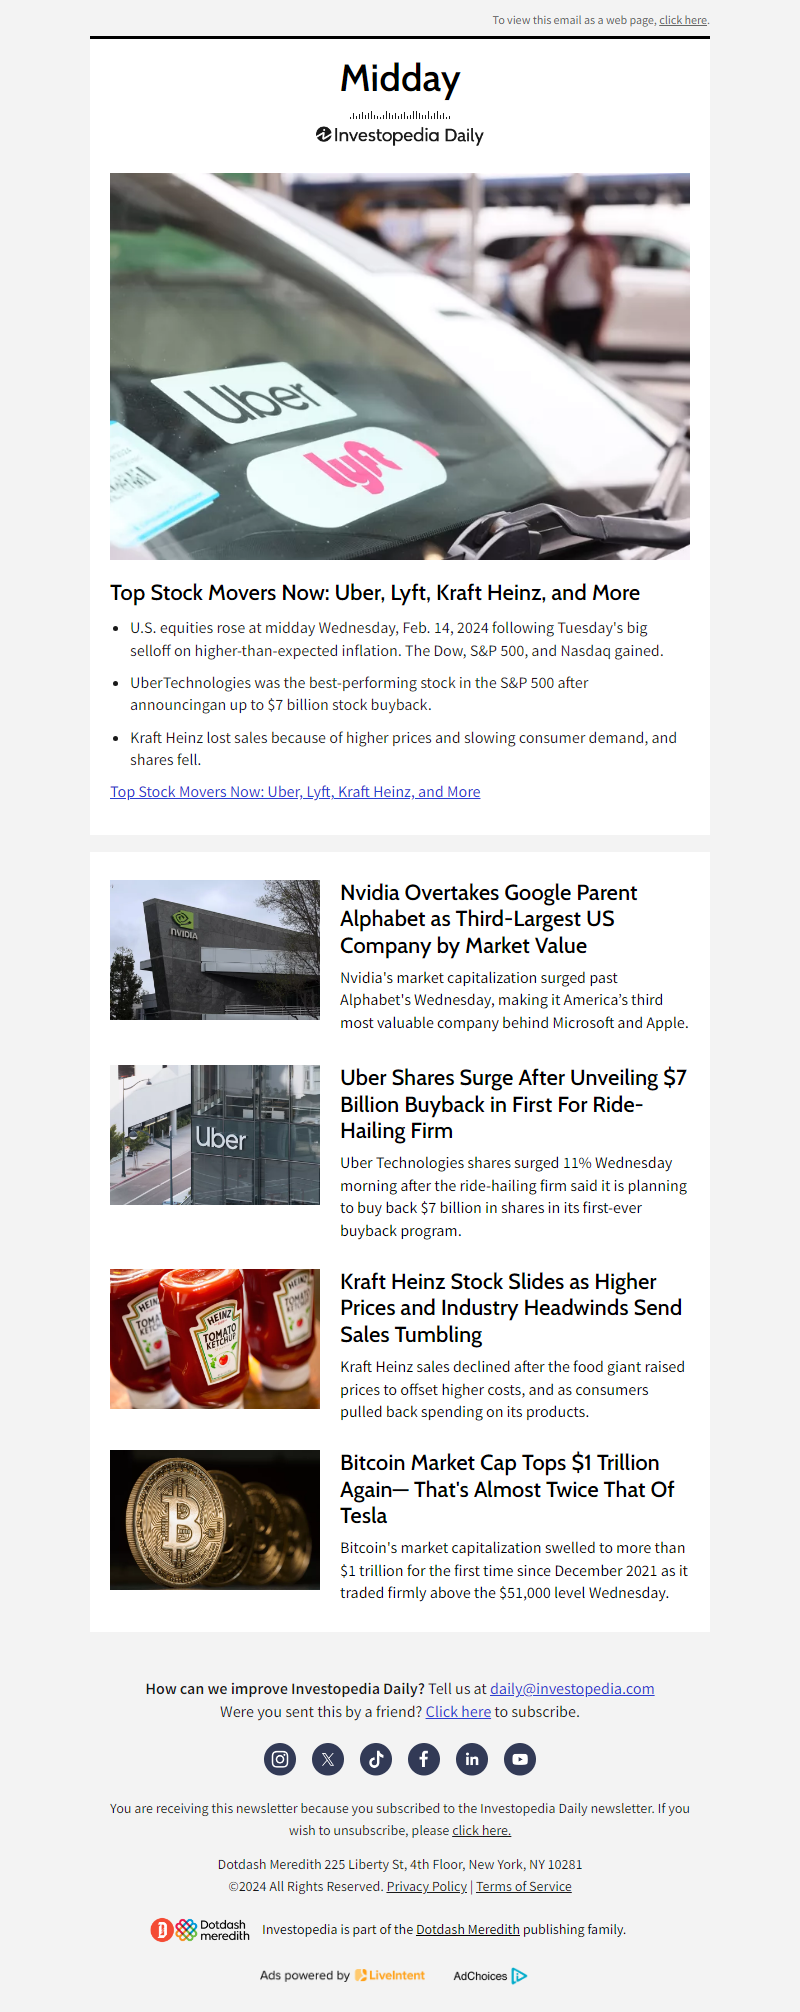 To view this email as a web page, click here.
Midday
Investopedia Daily
Uber
lyft
Top Stock Movers Now: Uber, Lyft, Kraft Heinz, and More
U.S. equities rose at midday Wednesday, Feb. 14, 2024 following Tuesday's big
selloff on higher-than-expected inflation. The Dow, S&P 500, and Nasdaq gained.
UberTechnologies was the best-performing stock in the S&P 500 after
announcingan up to $7 billion stock buyback.
Kraft Heinz lost sales because of higher prices and slowing consumer demand, and
shares fell.
Top Stock Movers Now: Uber, Lyft, Kraft Heinz, and More
NVIDIA
Nvidia Overtakes Google Parent
Alphabet as Third-Largest US
Company by Market Value
Nvidia's market capitalization surged past
Alphabet's Wednesday, making it America’s third
most valuable company behind Microsoft and Apple.
Uber
Uber Shares Surge After Unveiling $7
Billion Buyback in First For Ride-
Hailing Firm
Uber Technologies shares surged 11% Wednesday
morning after the ride-hailing firm said it is planning
to buy back $7 billion in shares in its first-ever
buyback program.
HEINZ
TOMATO
KETCHUP
Kraft Heinz Stock Slides as Higher
Prices and Industry Headwinds Send
Sales Tumbling
Kraft Heinz sales declined after the food giant raised
prices to offset higher costs, and as consumers
pulled back spending on its products.
Bitcoin Market Cap Tops $1 Trillion
Again— That's Almost Twice That Of
Tesla
Bitcoin's market capitalization swelled to more than
$1 trillion for the first time since December 2021 as it
traded firmly above the $51,000 level Wednesday.
How can we improve Investopedia Daily? Tell us at daily@investopedia.com
Were you sent this by a friend? Click here to subscribe.
You are receiving this newsletter because you subscribed to the Investopedia Daily newsletter. If you
wish to unsubscribe, please click here.
Dotdash Meredith 225 Liberty St, 4th Floor, New York, NY 10281
©2024 All Rights Reserved. Privacy Policy | Terms of Service
Dotdash
meredith
Investopedia is part of the Dotdash Meredith publishing family.
Ads powered by LiveIntent
AdChoices